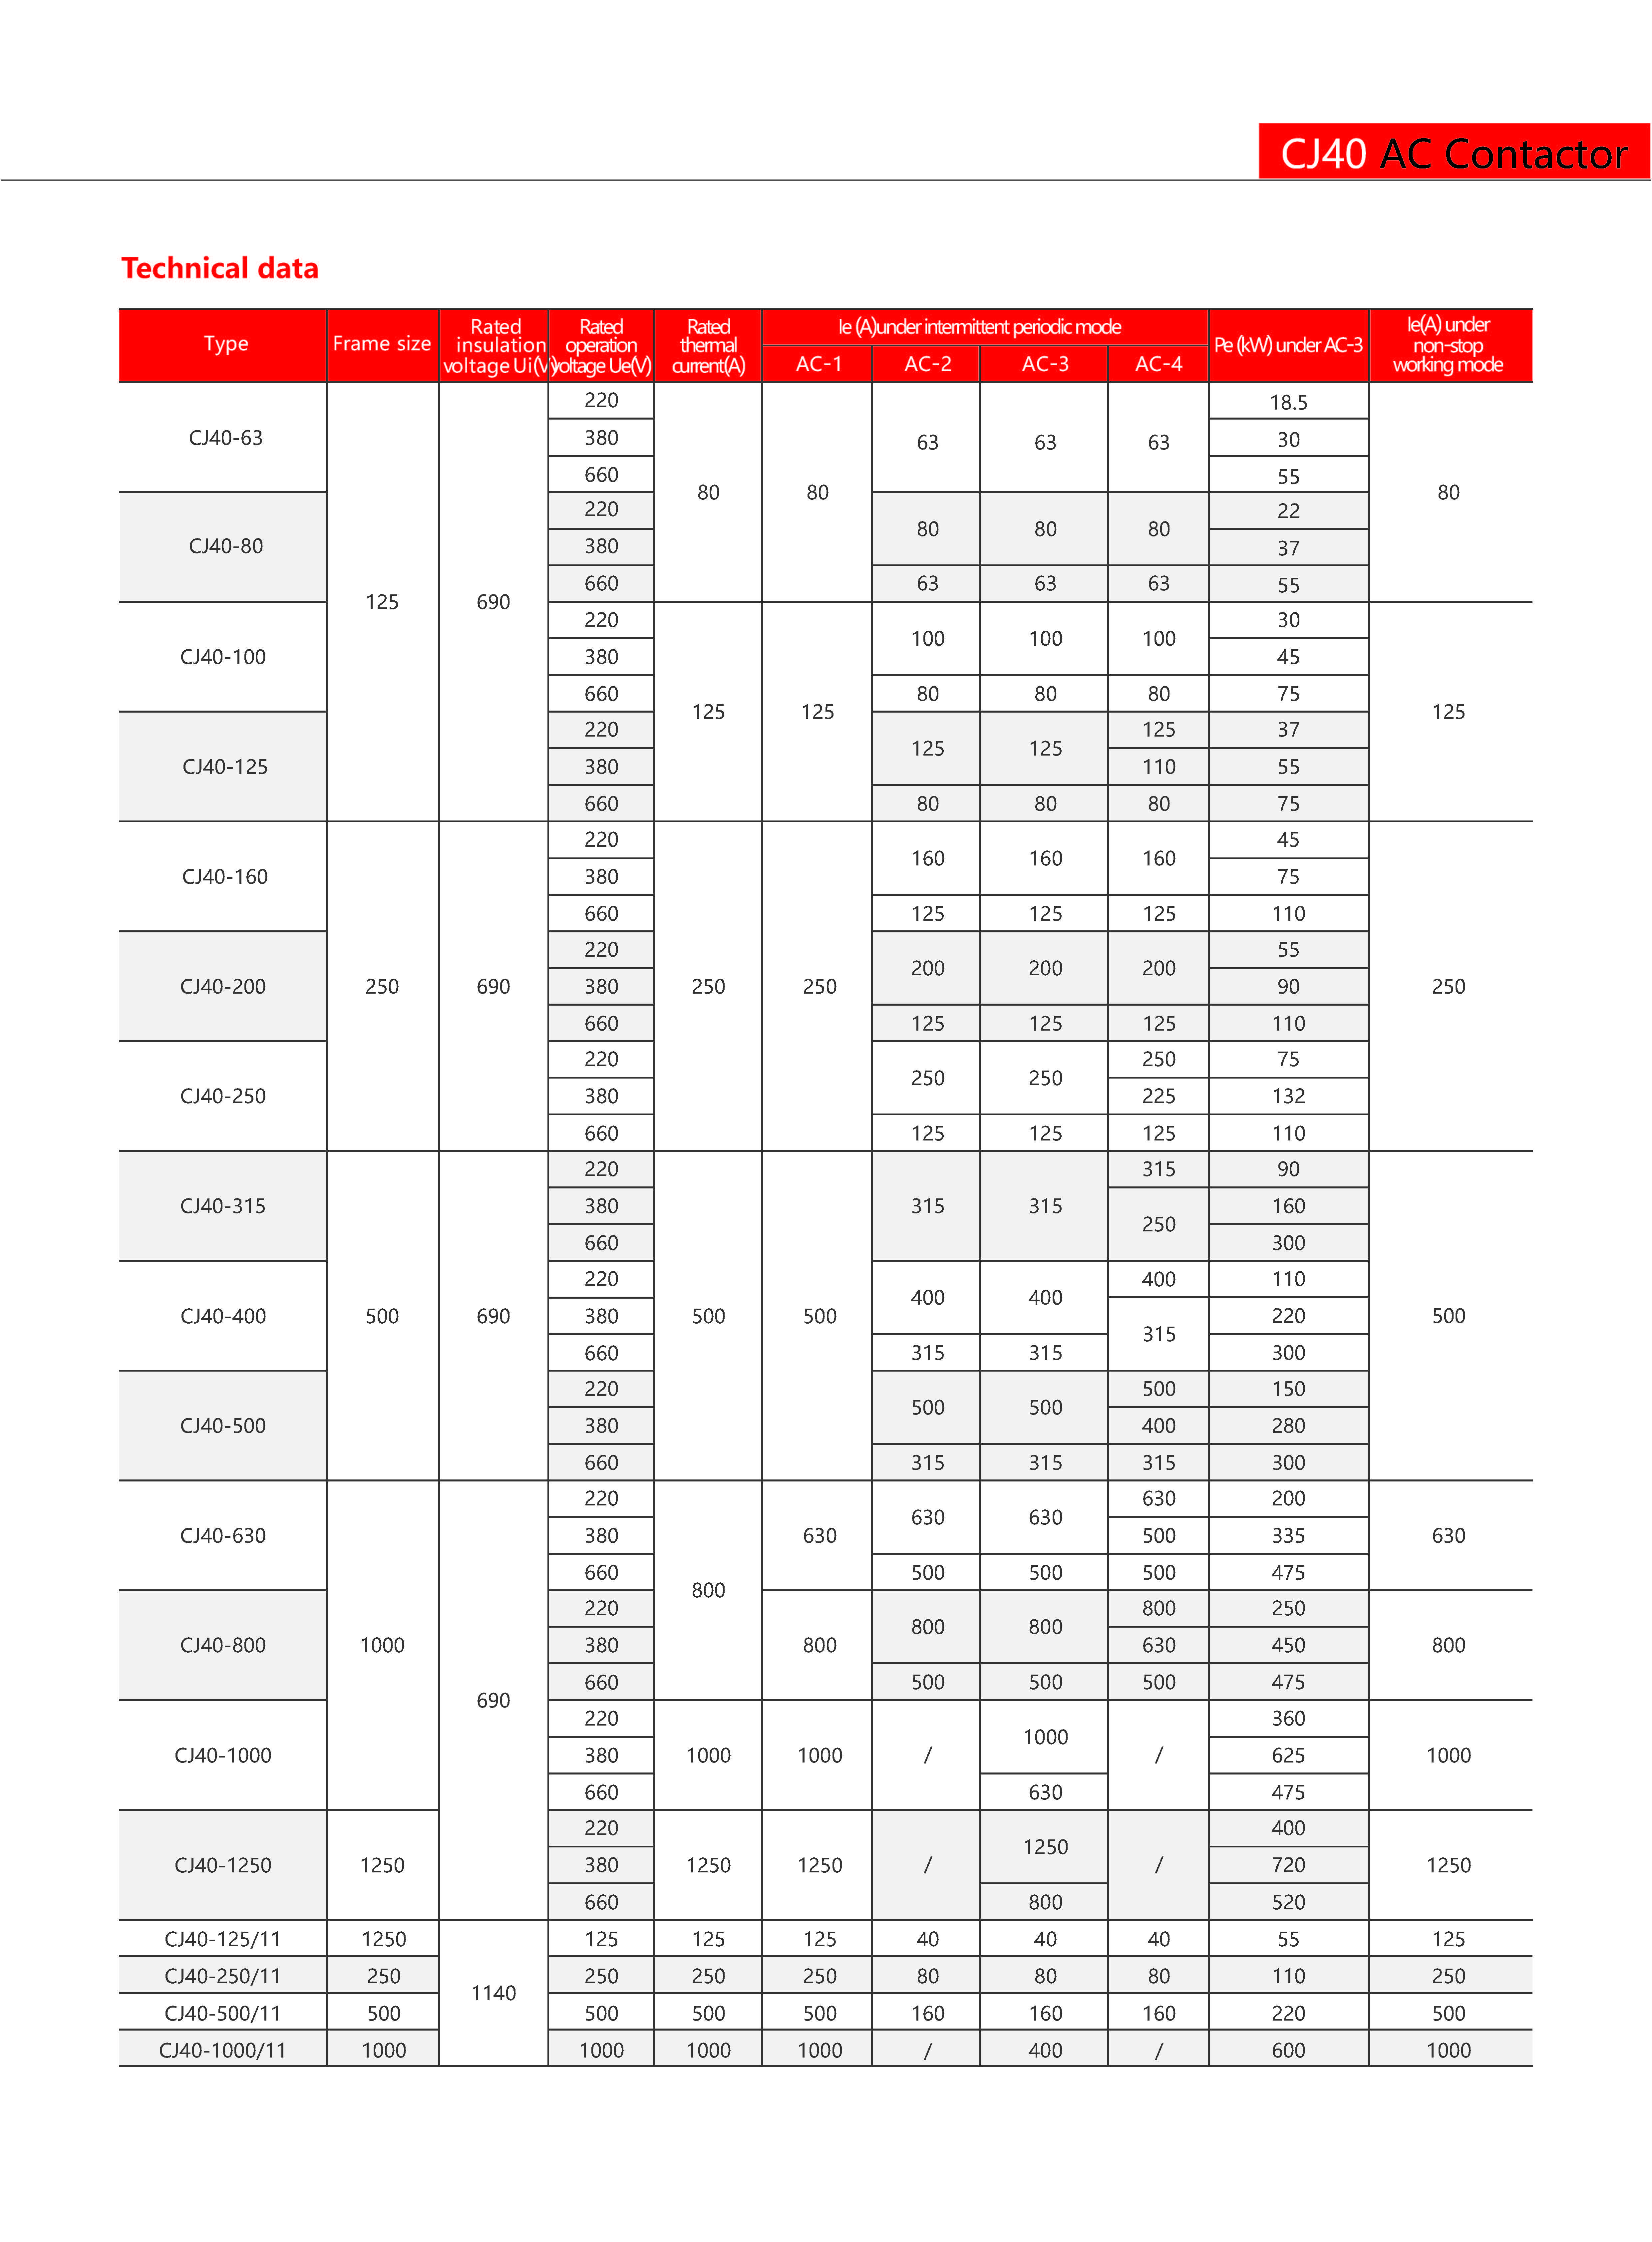 CJ40 AC Contactor
Technical data
Type Frame size Rated insulation voltage Ui(V) Rated operation voltage Ue(V) Rated thermal current(A) Ie (A)under intermittent periodic mode Pe (kW) under AC-3 Ie(A) under non-stop working mode
AC-1 AC-2 AC-3 AC-4
CJ40-63 125 690 220 80 80 63 63 63 18.5 80
380 30
660 55
CJ40-80 220 80 80 80 22
380 37
660 63 63 63 55
CJ40-100 220 125 125 100 100 100 30 125
380 45
660 80 80 80 75
CJ40-125 220 125 125 125 37
380 110 55
660 80 80 80 75
CJ40-160 250 690 220 250 250 160 160 160 45 250
380 75
660 125 125 125 110
CJ40-200 220 200 200 200 55
380 90
660 125 125 125 110
CJ40-250 220 250 250 250 75
380 225 132
660 125 125 125 110
CJ40-315 500 690 220 500 500 315 315 315 90 500
380 250 160
660 300
CJ40-400 220 400 400 400 110
380 315 220
660 315 315 300
CJ40-500 220 500 500 500 150
380 400 280
660 315 315 315 300
CJ40-630 1000 690 220 800 630 630 630 630 200 630
380 500 335
660 500 500 500 475
CJ40-800 220 800 800 800 800 250 800
380 630 450
660 500 500 500 475
CJ40-1000 220 1000 1000 / 1000 / 360 1000
380 625
660 630 475
CJ40-1250 1250 220 1250 1250 / 1250 / 400 1250
380 720
660 800 520
CJ40-125/11 1250 1140 125 125 125 40 40 40 55 125
CJ40-250/11 250 250 250 250 80 80 80 110 250
CJ40-500/11 500 500 500 500 160 160 160 220 500
CJ40-1000/11 1000 1000 1000 1000 / 400 / 600 1000